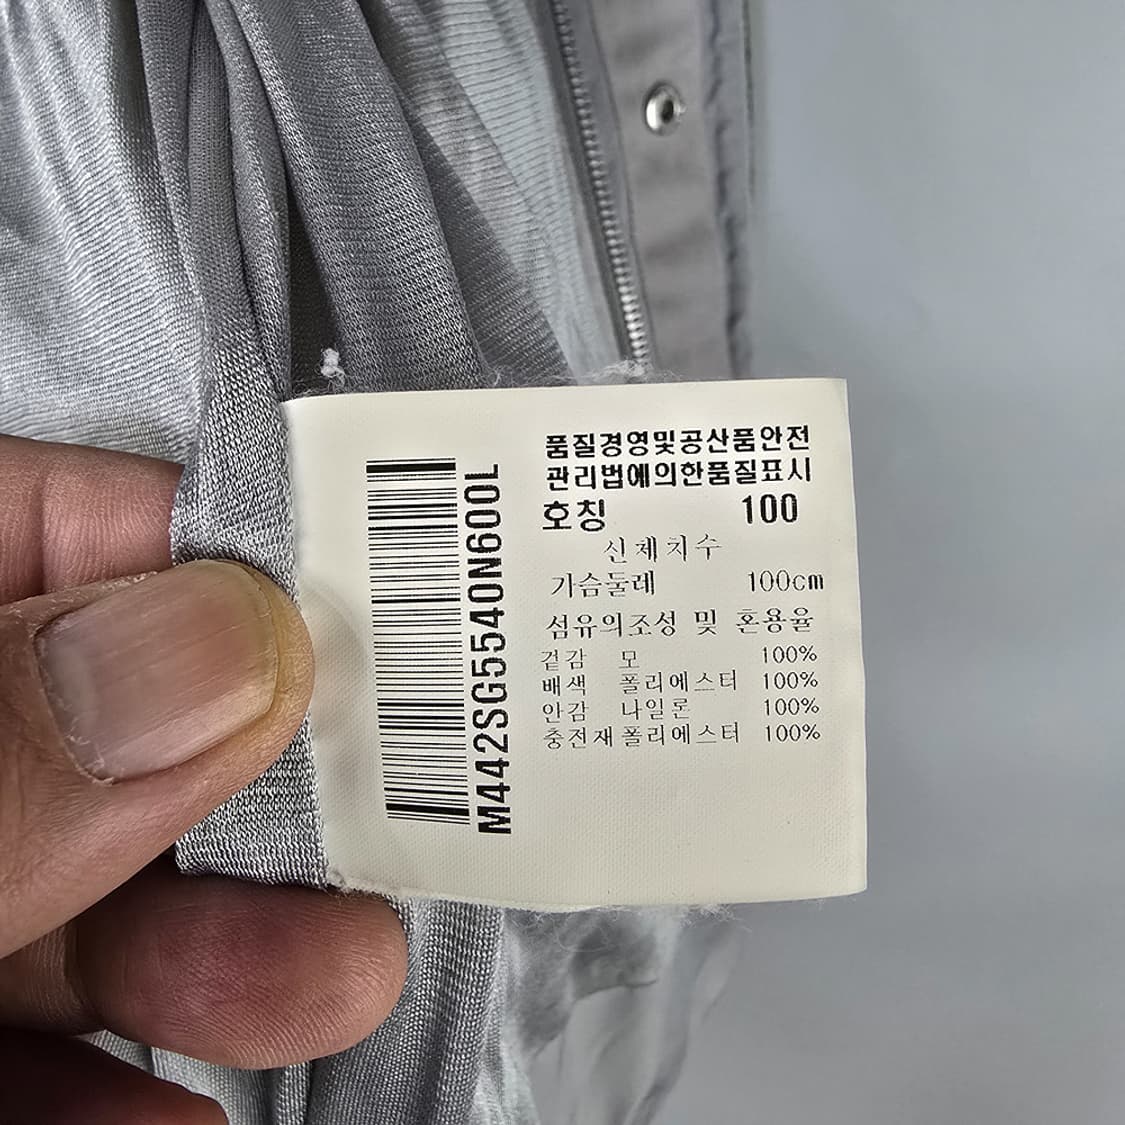 품질경영및공산품안전
관리법에의한품질표시
호칭 100
신체치수
가슴둘레 100cm
섬유의조성 및 혼용율
겉감 모 100%
배색 폴리에스터 100%
안감 나일론 100%
충전재 폴리에스터 100%
M442SG5540N600L